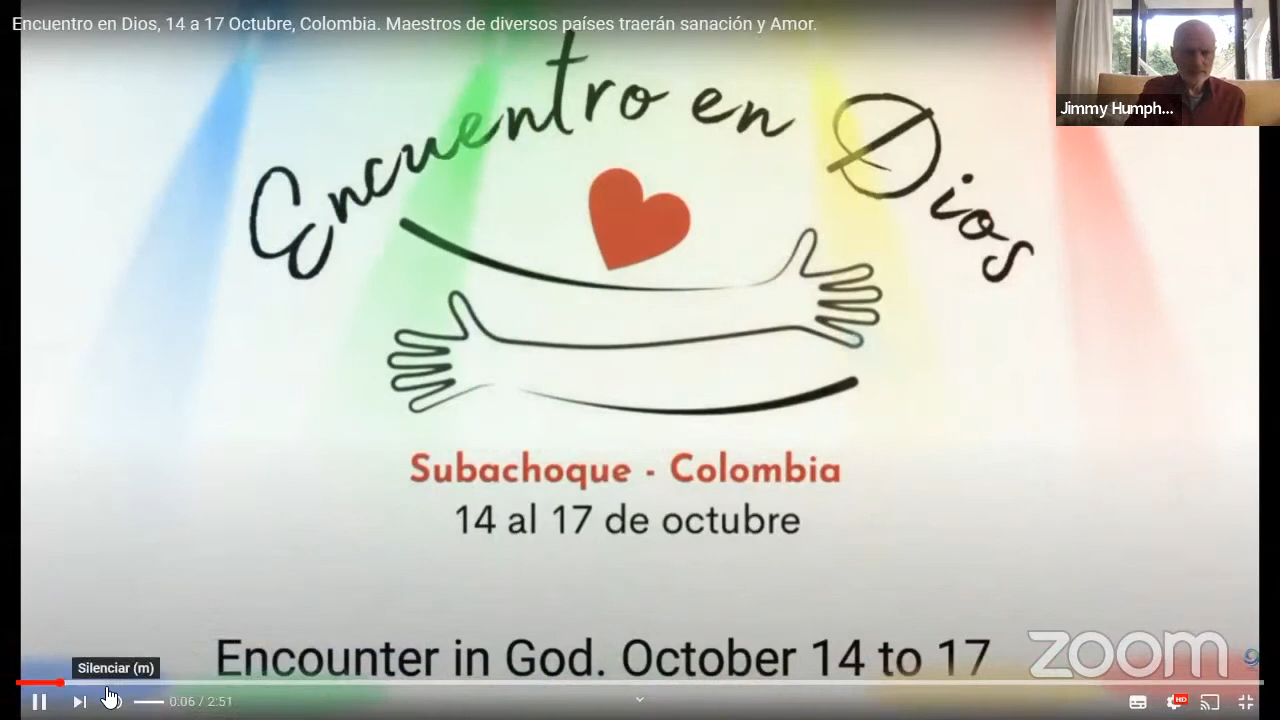 Encuentro en Dios, 14 a 17 Octubre, Colombia. Maestros de diversos países traerán sanación y Amor.
Jimmy Humph...
Encuentro en Dios
Subachoque - Colombia
14 al 17 de octubre
Encounter in God. October 14 to 17
zoom
Silenciar (m)
0:06 / 2:51
HD